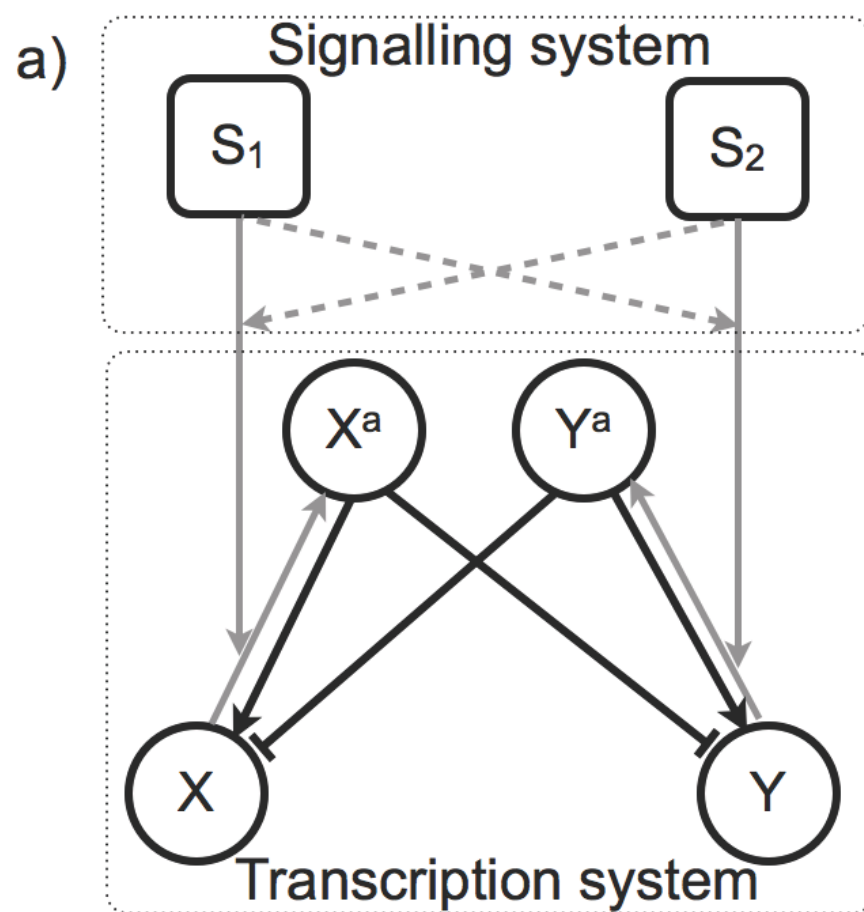 a)
Signalling system
S₁
S₂
Xᵃ
Yᵃ
X
Y
Transcription system